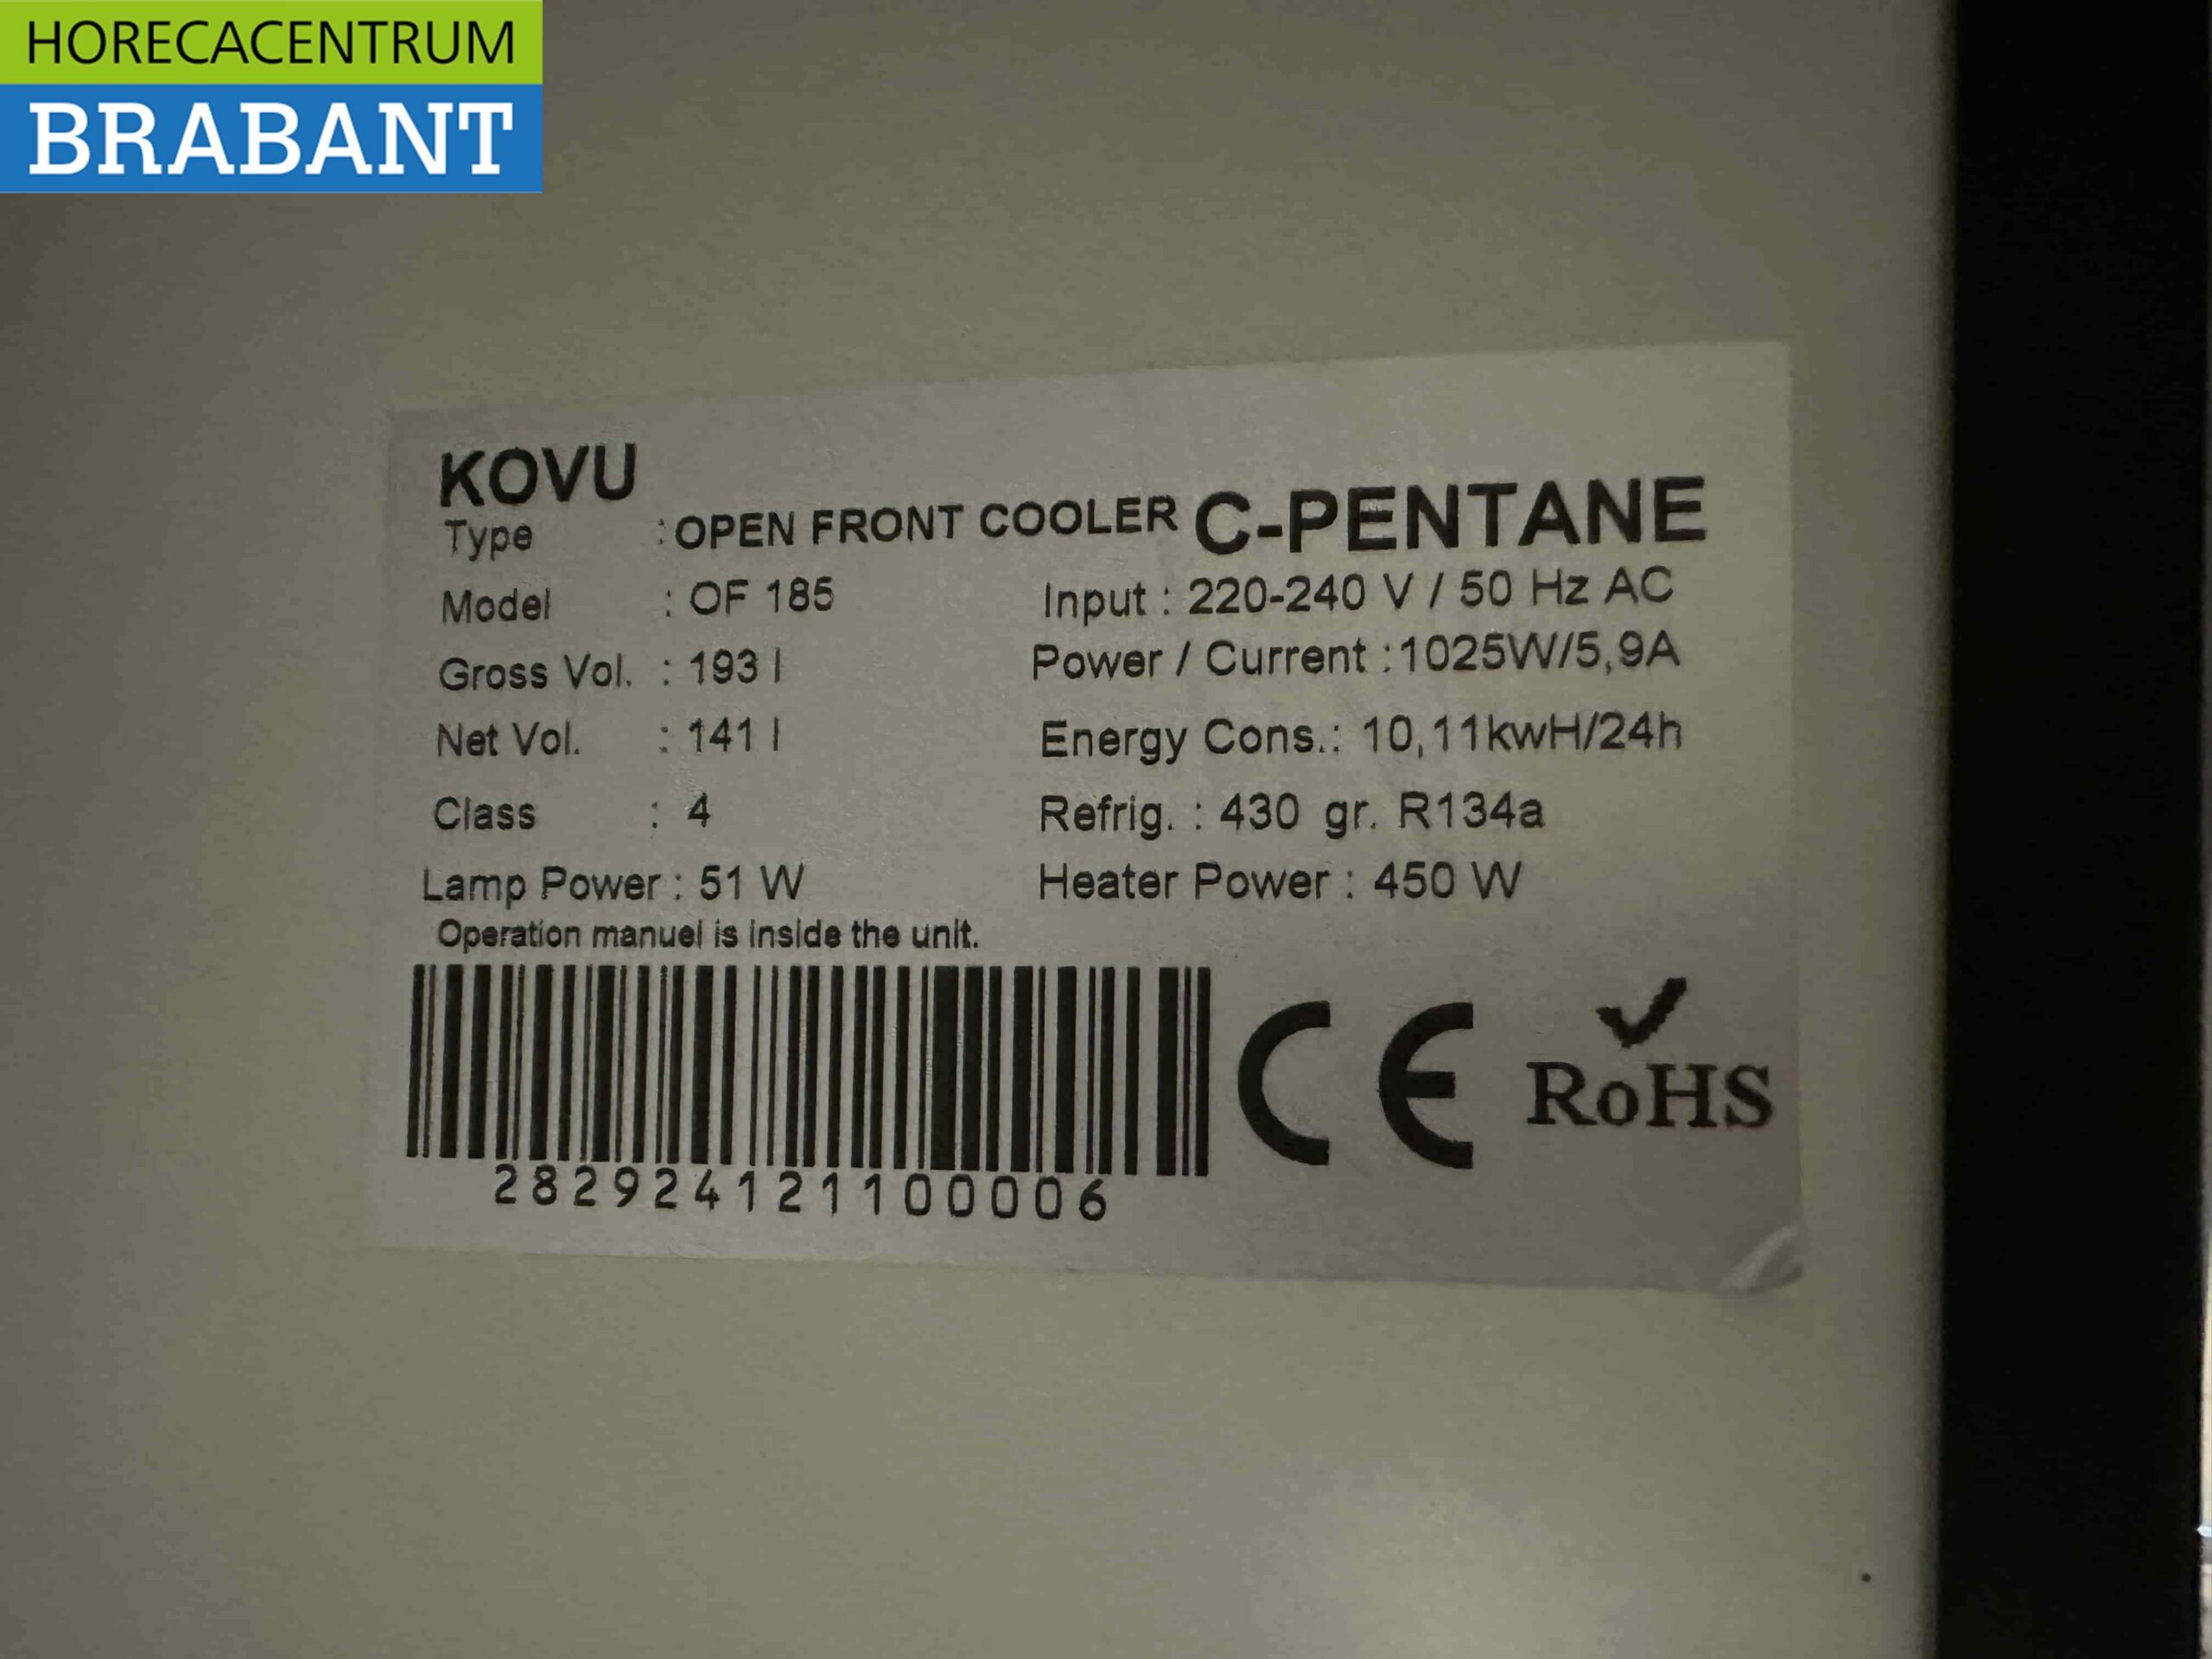 HORECACENTRUM
BRABANT
KOVU
Type : OPEN FRONT COOLER C-PENTANE
Model : OF 185 Input : 220-240 V / 50 Hz AC
Gross Vol. : 193 l Power / Current :1025W/5,9A
Net Vol. : 141 l Energy Cons.: 10,11kwH/24h
Class : 4 Refrig. : 430 gr. R134a
Lamp Power : 51 W Heater Power : 450 W
Operation manuel is inside the unit.
CE RoHS
282924121100006